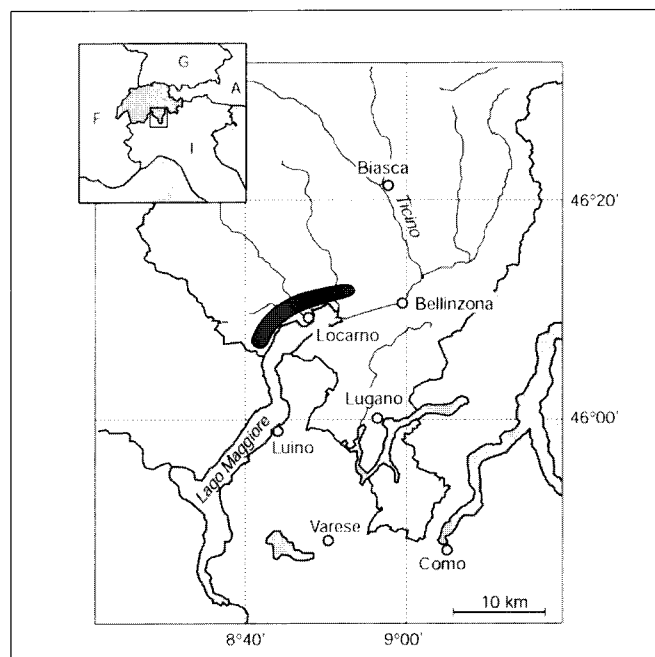 G
A
F
I
Biasca
Ticino
46°20'
Bellinzona
Locarno
Lugano
46°00'
Luino
Lago Maggiore
Varese
Como
10 km
8°40'
9°00'